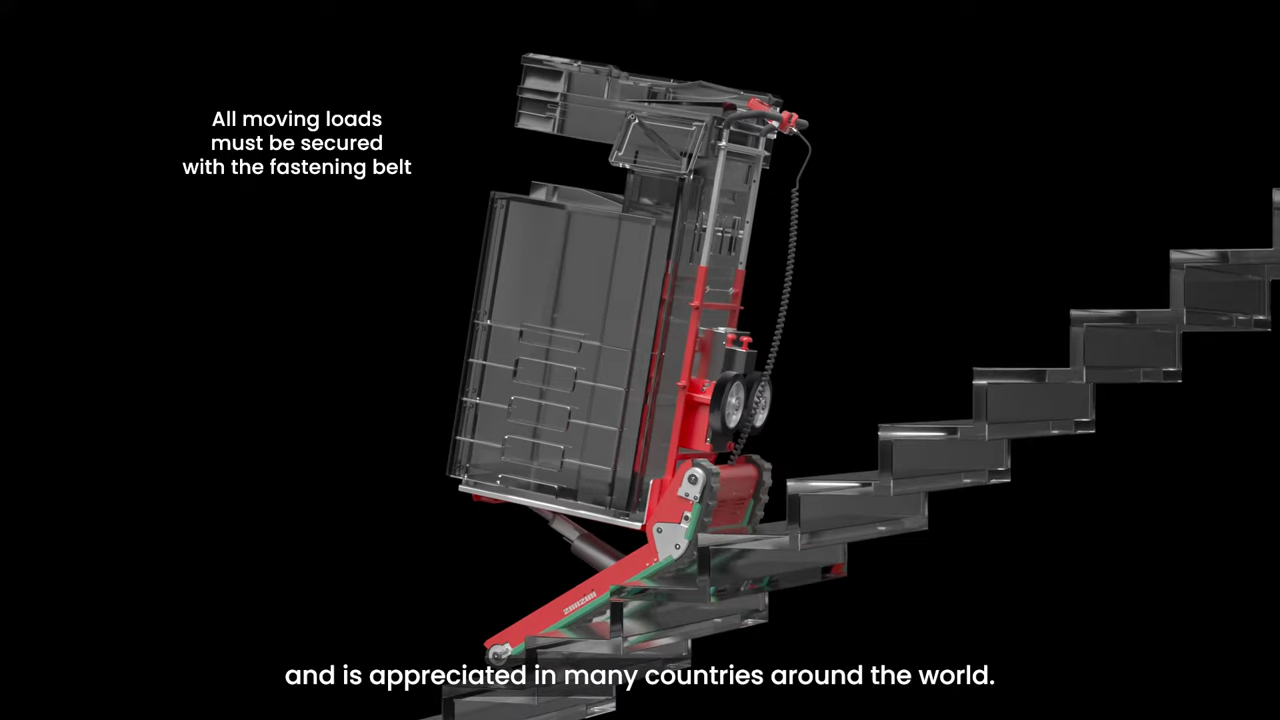 All moving loads
must be secured
with the fastening belt
and is appreciated in many countries around the world.